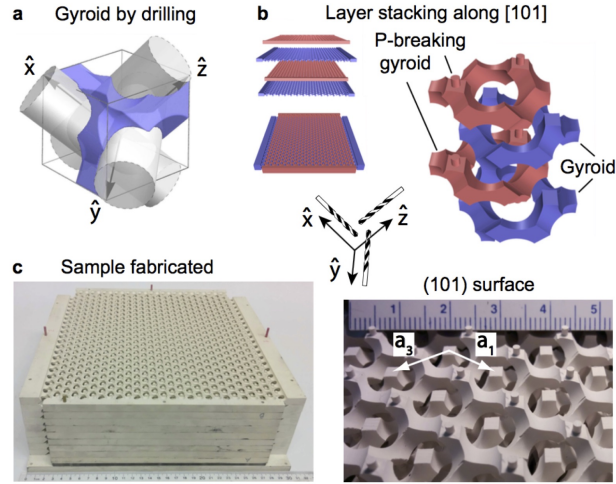 a Gyroid by drilling
x̂
ẑ
ŷ
b Layer stacking along [101]
P-breaking
gyroid
Gyroid
x̂
ẑ
ŷ
c Sample fabricated
(101) surface
1 2 3 4 5
a₃ a₁